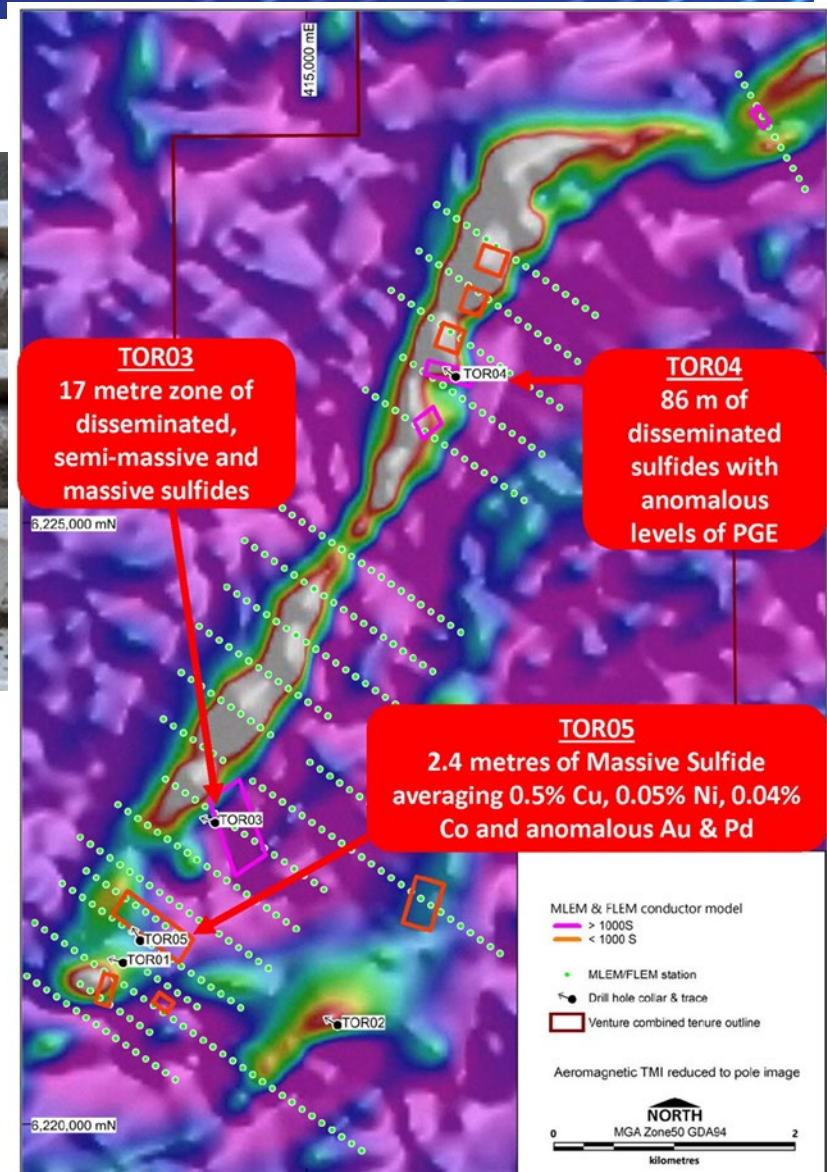 415,000 mE
TOR03
17 metre zone of
disseminated,
semi-massive and
massive sulfides
TOR04
TOR04
86 m of
disseminated
sulfides with
anomalous
levels of PGE
6,225,000 mN
TOR05
2.4 metres of Massive Sulfide
averaging 0.5% Cu, 0.05% Ni, 0.04%
Co and anomalous Au & Pd
TOR03
TOR05
TOR01
TOR02
6,220,000 mN
MLEM & FLEM conductor model
> 1000S
< 1000 S
MLEM/FLEM station
Drill hole collar & trace
Venture combined tenure outline
Aeromagnetic TMI reduced to pole image
NORTH
MGA Zone50 GDA94
0 2
kilometres